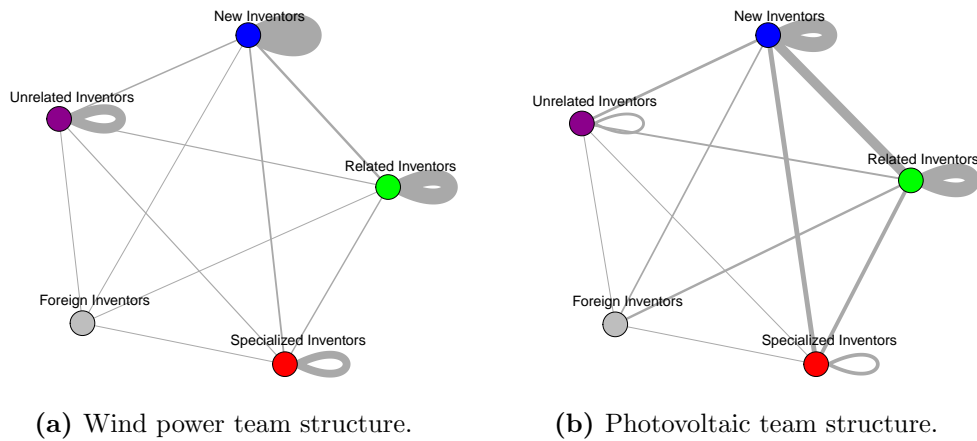 New Inventors
Unrelated Inventors
Related Inventors
Foreign Inventors
Specialized Inventors
(a) Wind power team structure.
New Inventors
Unrelated Inventors
Related Inventors
Foreign Inventors
Specialized Inventors
(b) Photovoltaic team structure.